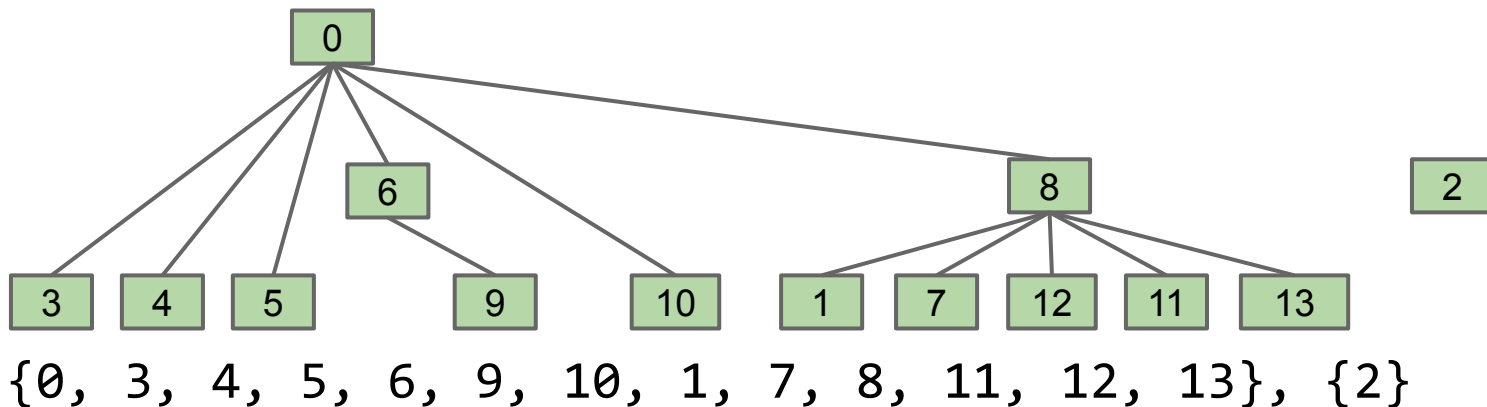 0
6 8 2
3 4 5 9 10 1 7 12 11 13
{0, 3, 4, 5, 6, 9, 10, 1, 7, 8, 11, 12, 13}, {2}